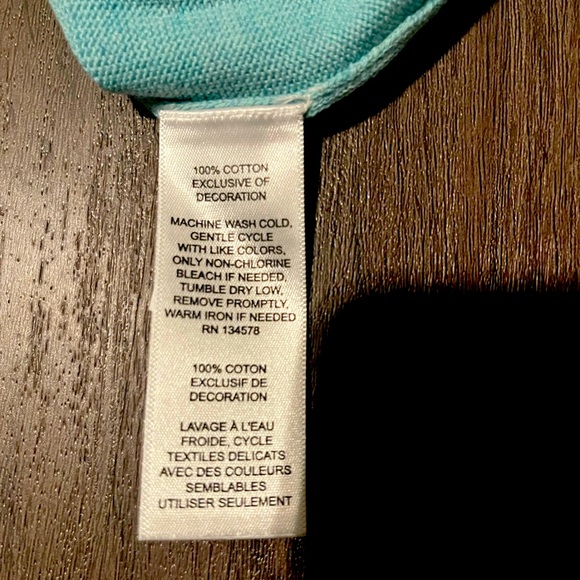 100% COTTON
EXCLUSIVE OF
DECORATION
MACHINE WASH COLD,
GENTLE CYCLE
WITH LIKE COLORS,
ONLY NON-CHLORINE
BLEACH IF NEEDED,
TUMBLE DRY LOW,
REMOVE PROMPTLY,
WARM IRON IF NEEDED
RN 134578
100% COTON
EXCLUSIF DE
DECORATION
LAVAGE À L'EAU
FROIDE, CYCLE
TEXTILES DELICATS
AVEC DES COULEURS
SEMBLABLES
UTILISER SEULEMENT